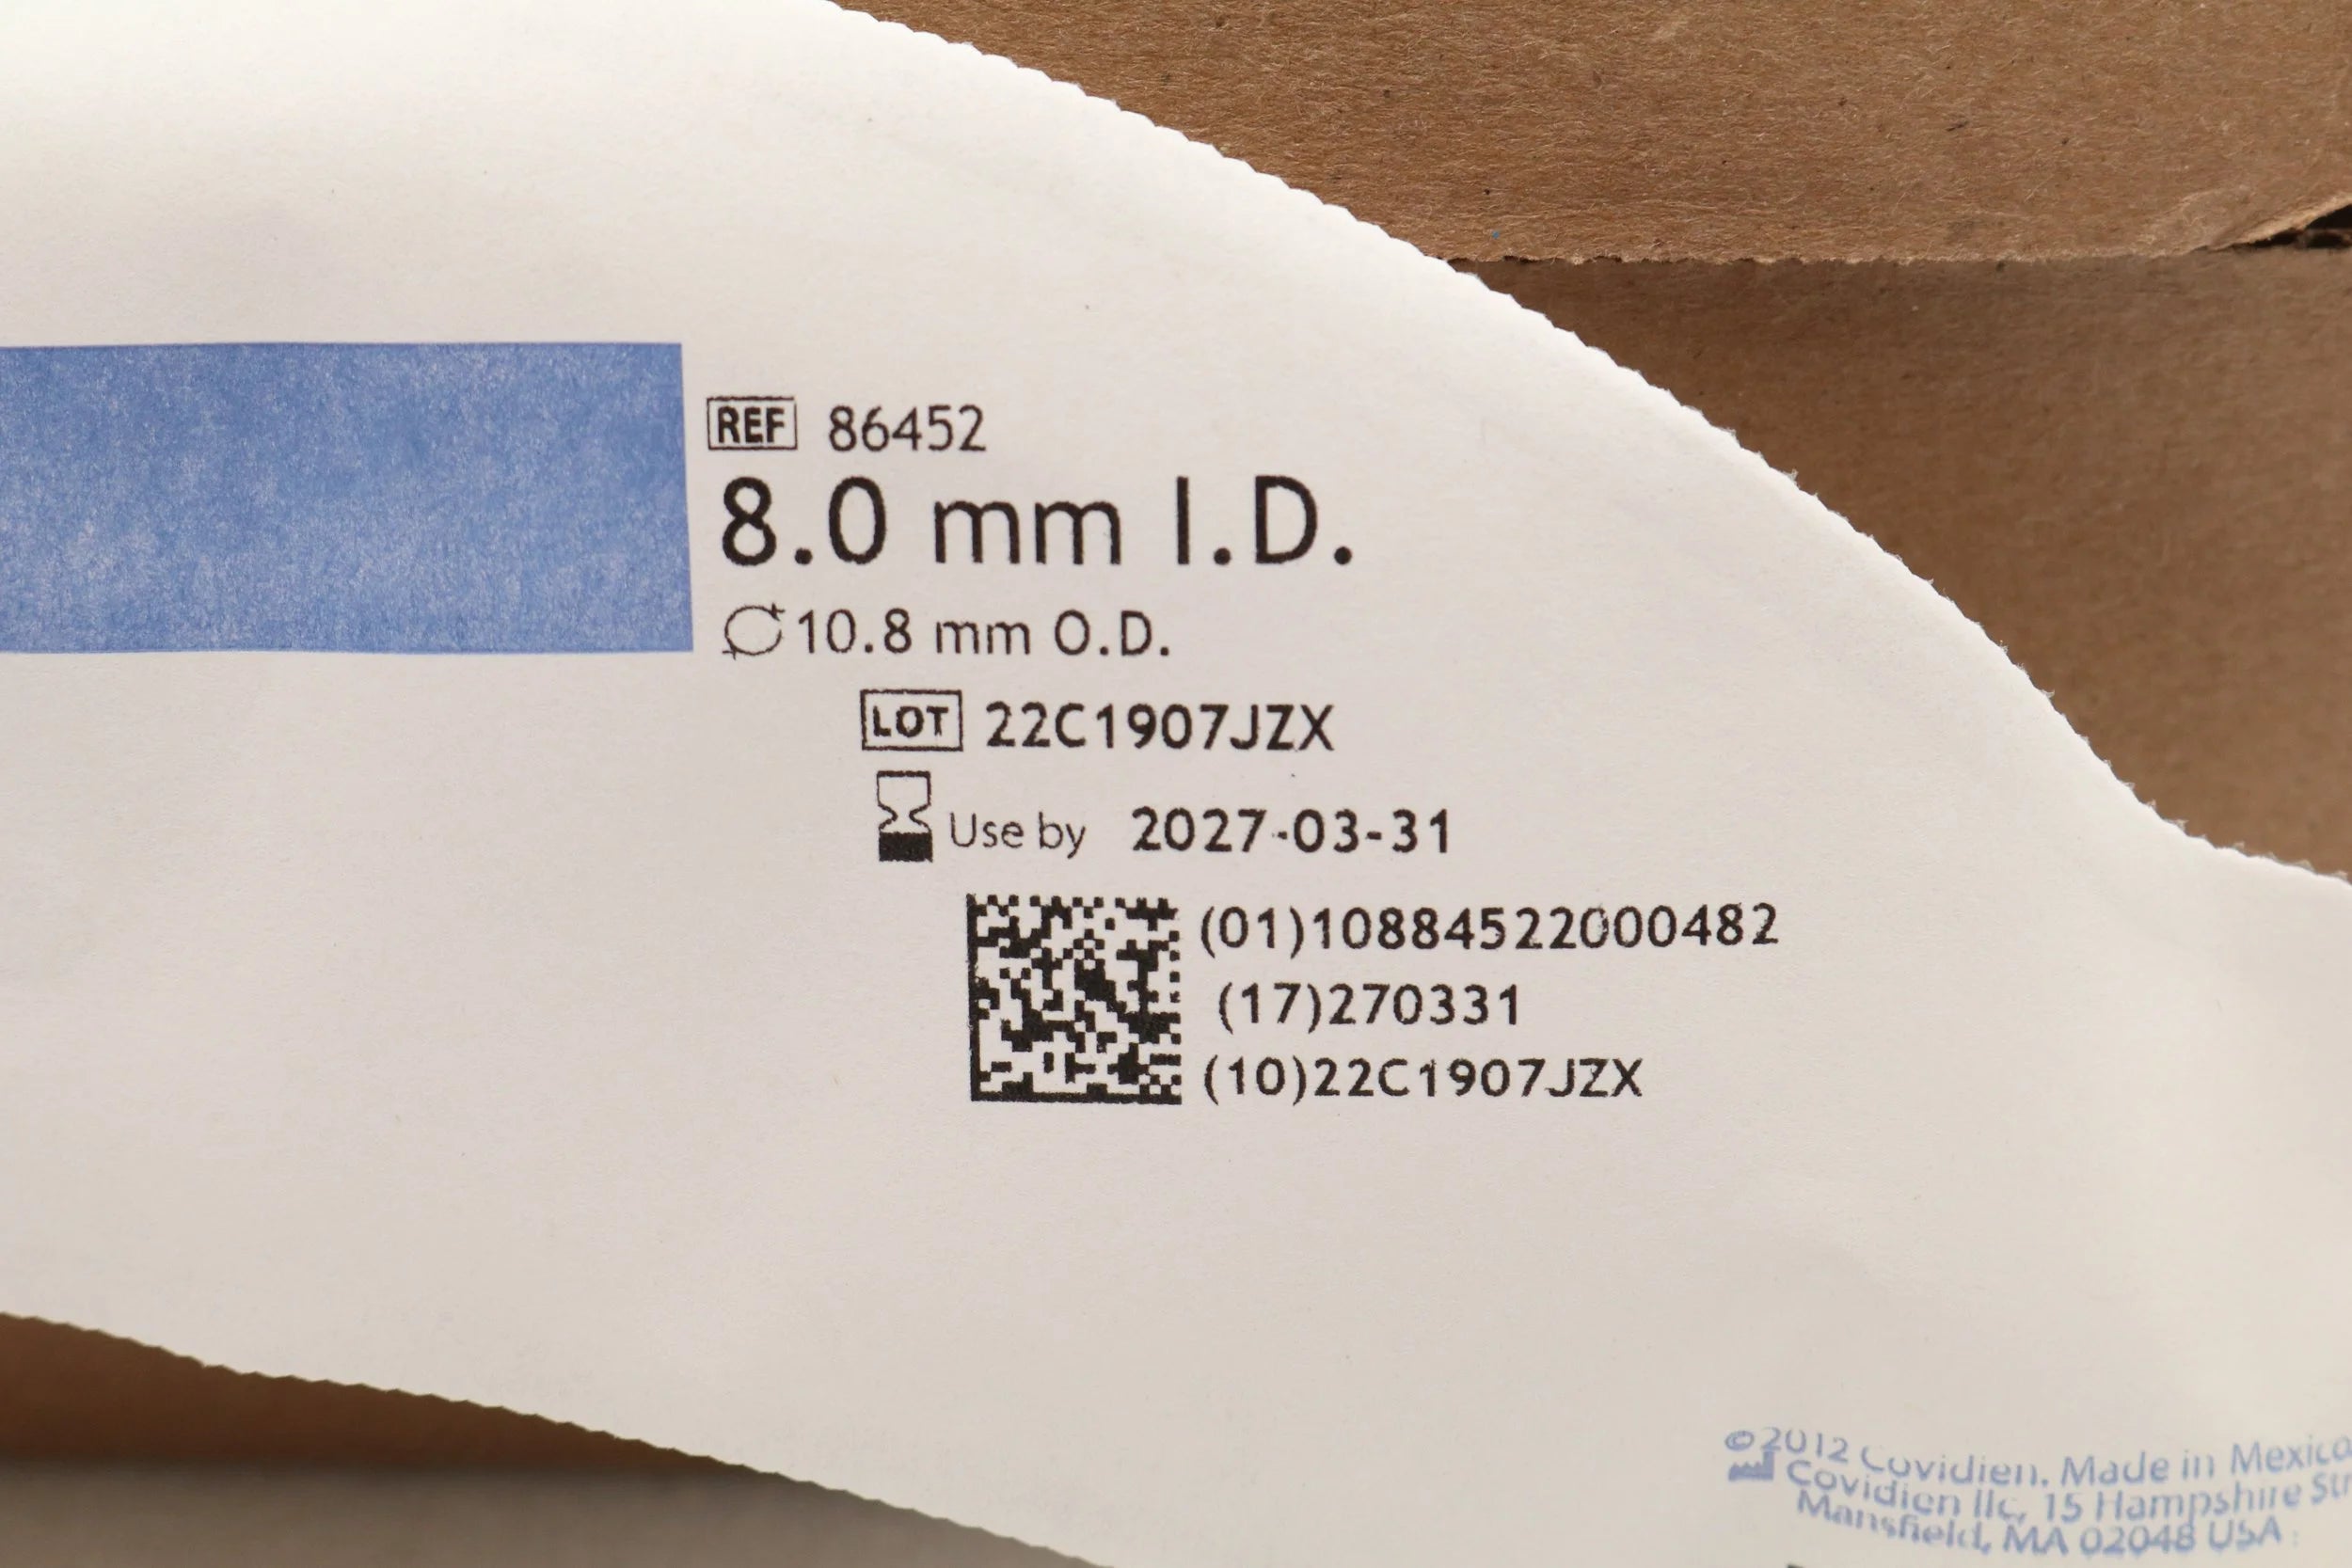 REF 86452
8.0 mm I.D.
10.8 mm O.D.
LOT 22C1907JZX
Use by 2027-03-31
(01)10884522000482
(17)270331
(10)22C1907JZX
©2012 Covidien. Made in Mexico
Covidien llc, 15 Hampshire
Mansfield, MA 02048 USA